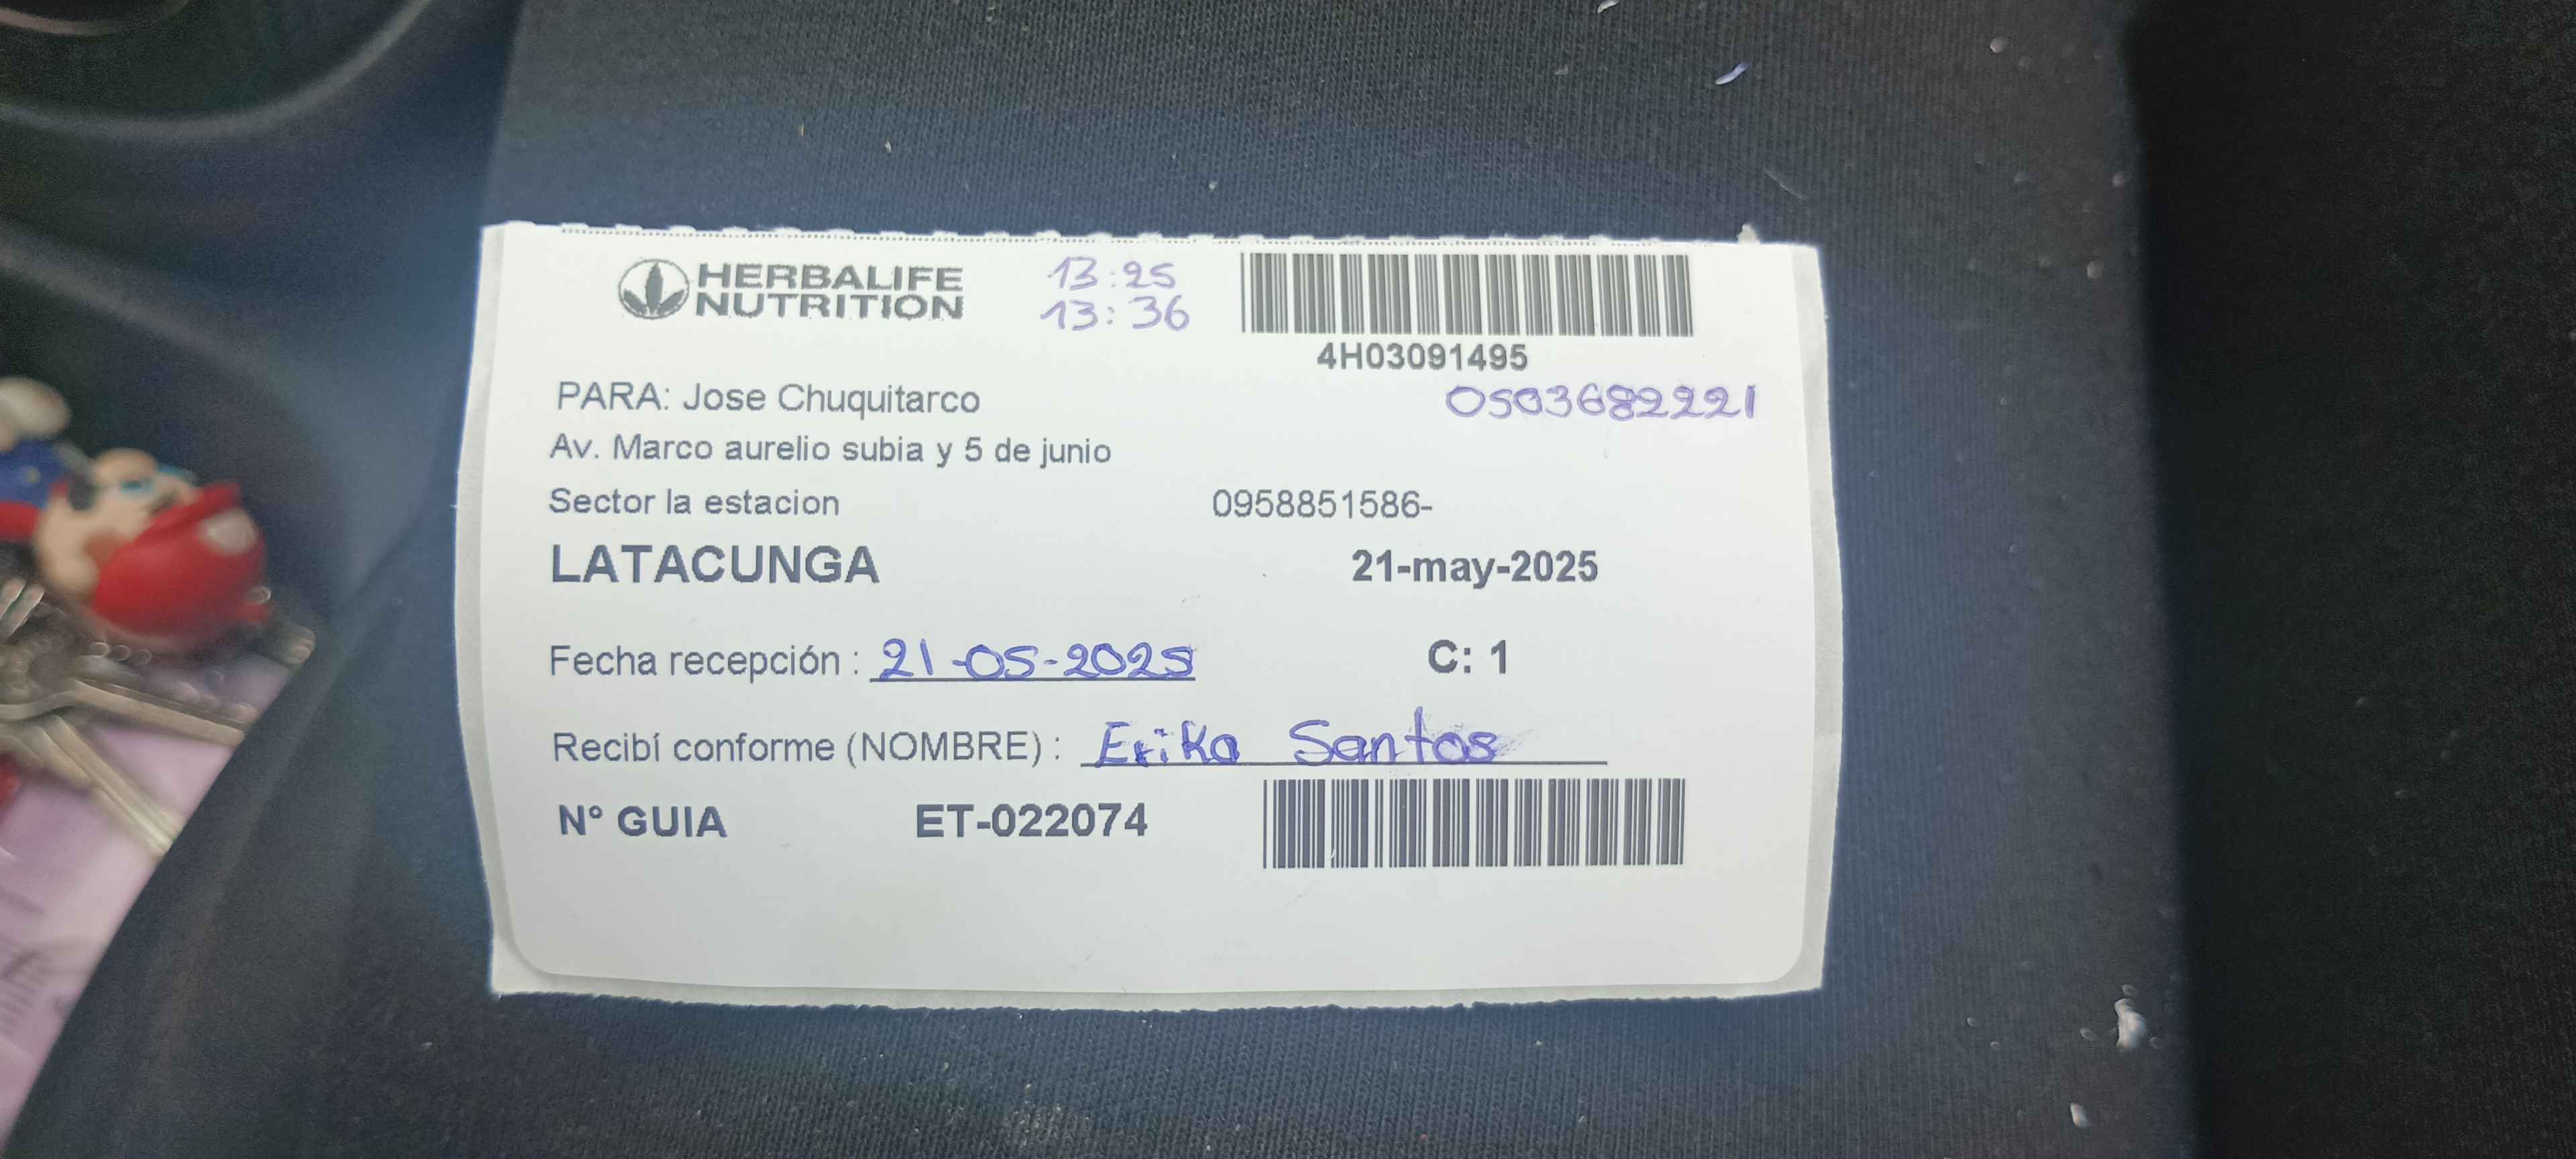 HERBALIFE
NUTRITION
13:25
13:36
4H03091495
PARA: Jose Chuquitarco
0503682221
Av. Marco aurelio subia y 5 de junio
Sector la estacion 0958851586-
LATACUNGA 21-may-2025
Fecha recepción : 21-05-2025 C: 1
Recibí conforme (NOMBRE) : Erika Santos
N° GUIA ET-022074